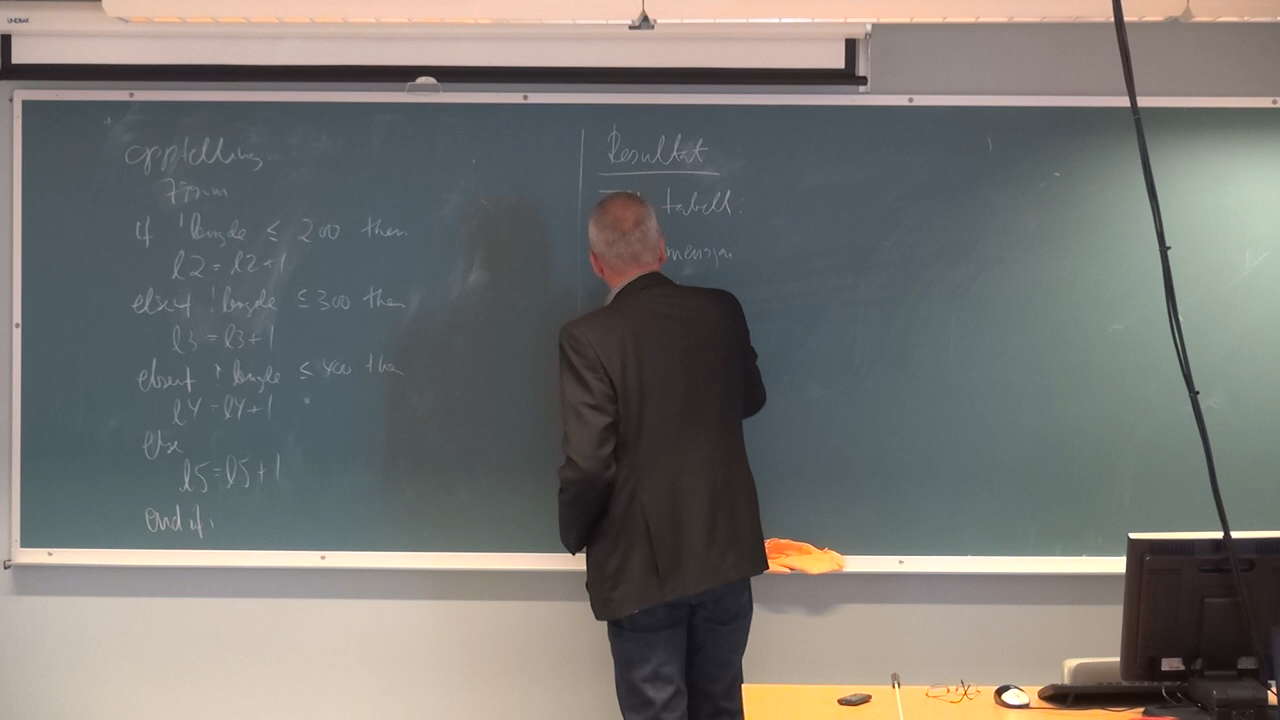 opptelling
if !lengde ≤ 200 then
l2 = l2+1
elseif !lengde ≤ 300 then
l3 = l3+1
elseif !lengde ≤ 400 then
l4 = l4+1
else
l5 = l5+1
end if
Resultat
tabell.
mensjon